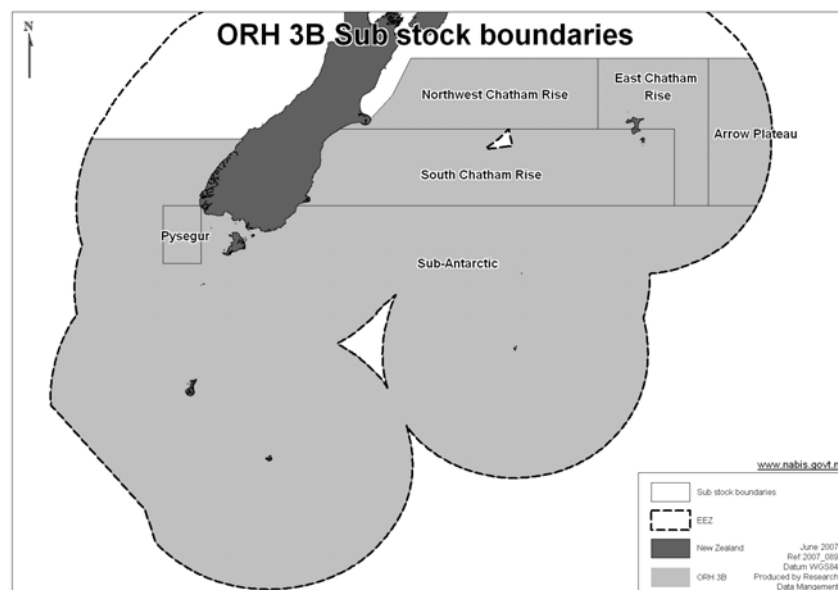 ORH 3B Sub stock boundaries
N
Northwest Chatham Rise
East Chatham
Rise
Arrow Plateau
South Chatham Rise
Pysegur
Sub-Antarctic
www.nabis.govt.n
Sub stock boundaries
EEZ
New Zealand
ORH 3B
June 2007
Ref:2007_089
Datum WGS84
Produced by Research
Data Mangement